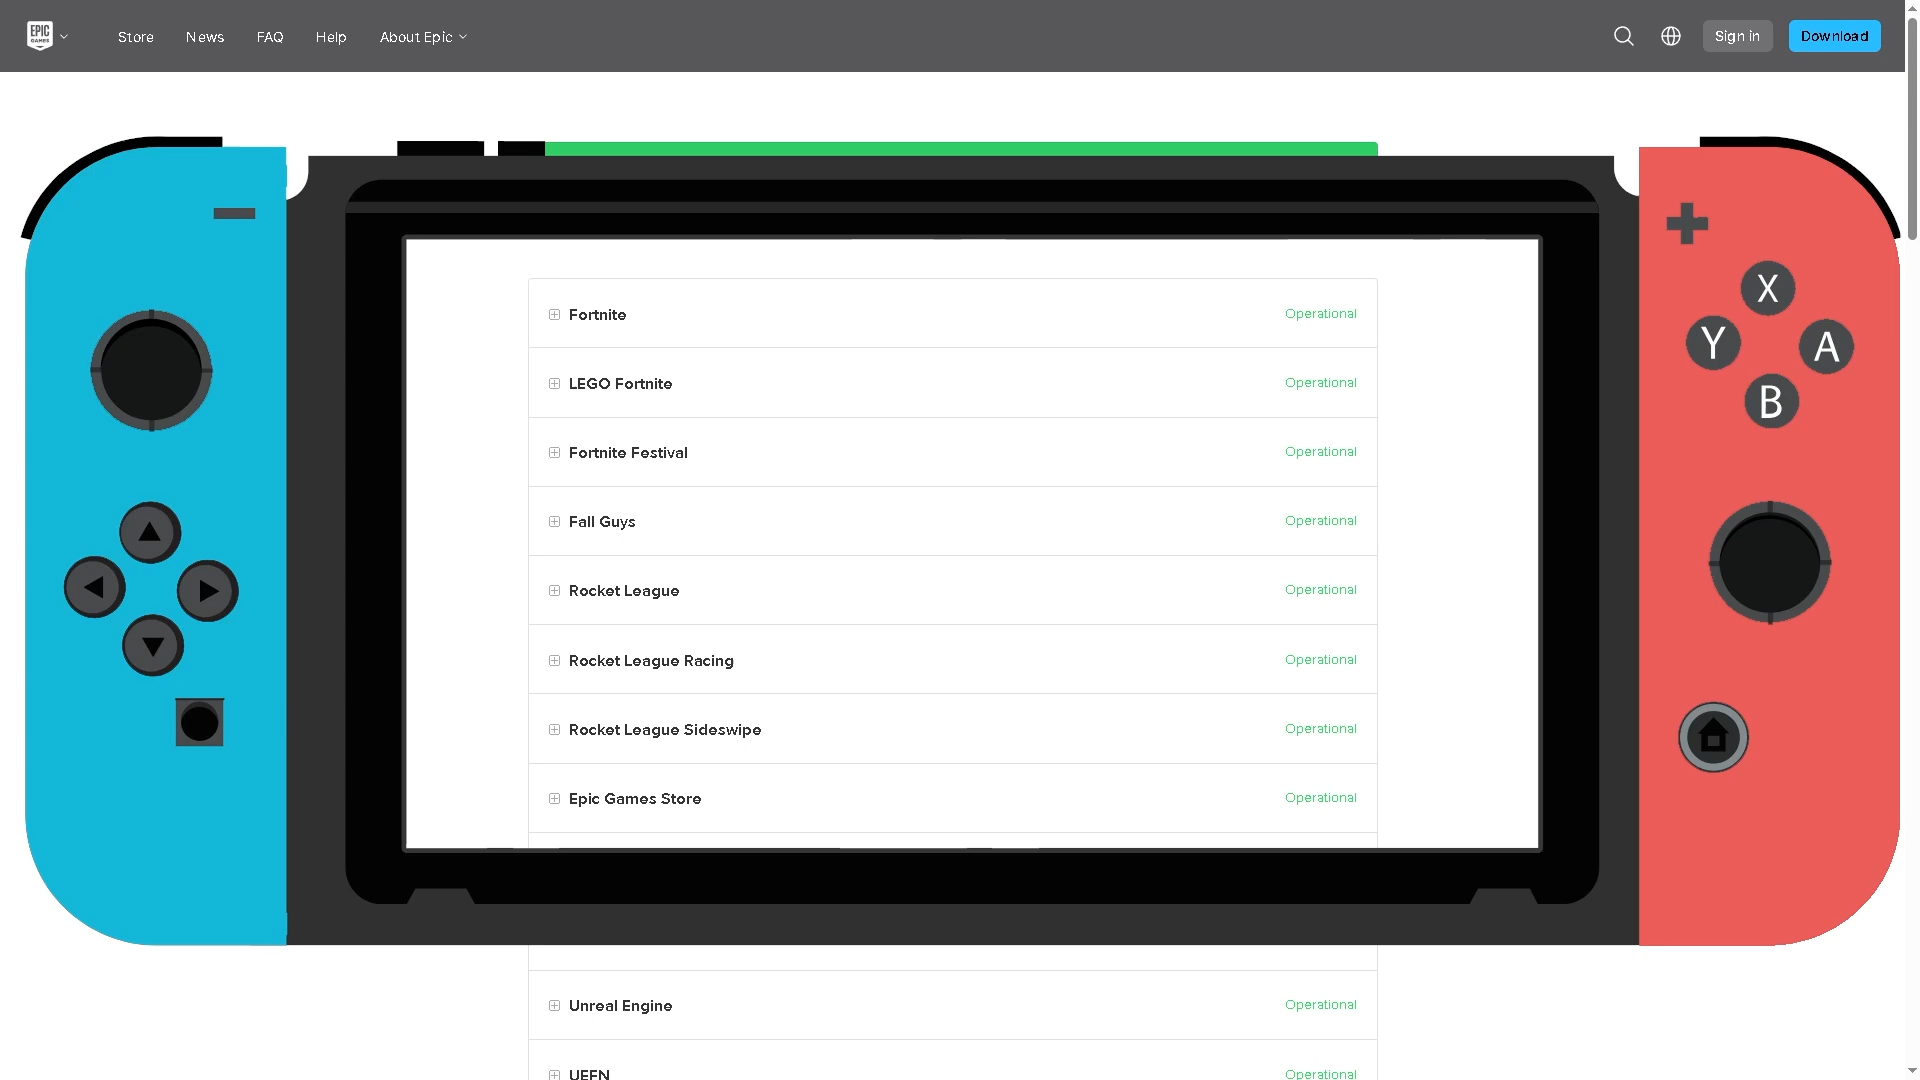 EPIC GAMES Store News FAQ Help About Epic Sign in Download
Fortnite Operational
X
Y A
LEGO Fortnite Operational
B
Fortnite Festival Operational
Fall Guys Operational
Rocket League Operational
Rocket League Racing Operational
Rocket League Sideswipe Operational
Epic Games Store Operational
Unreal Engine Operational
UEFN Operational